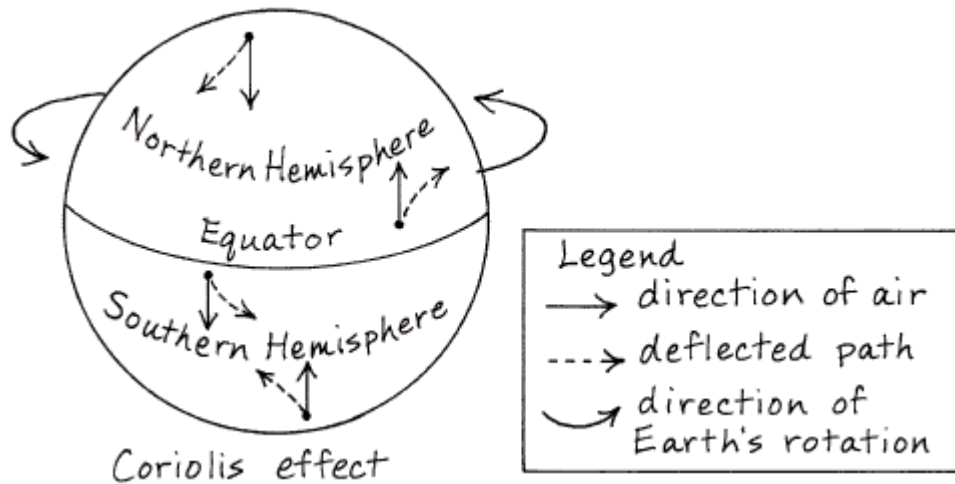 Northern Hemisphere
Equator
Southern Hemisphere
Coriolis effect
Legend
direction of air
deflected path
direction of
Earth's rotation